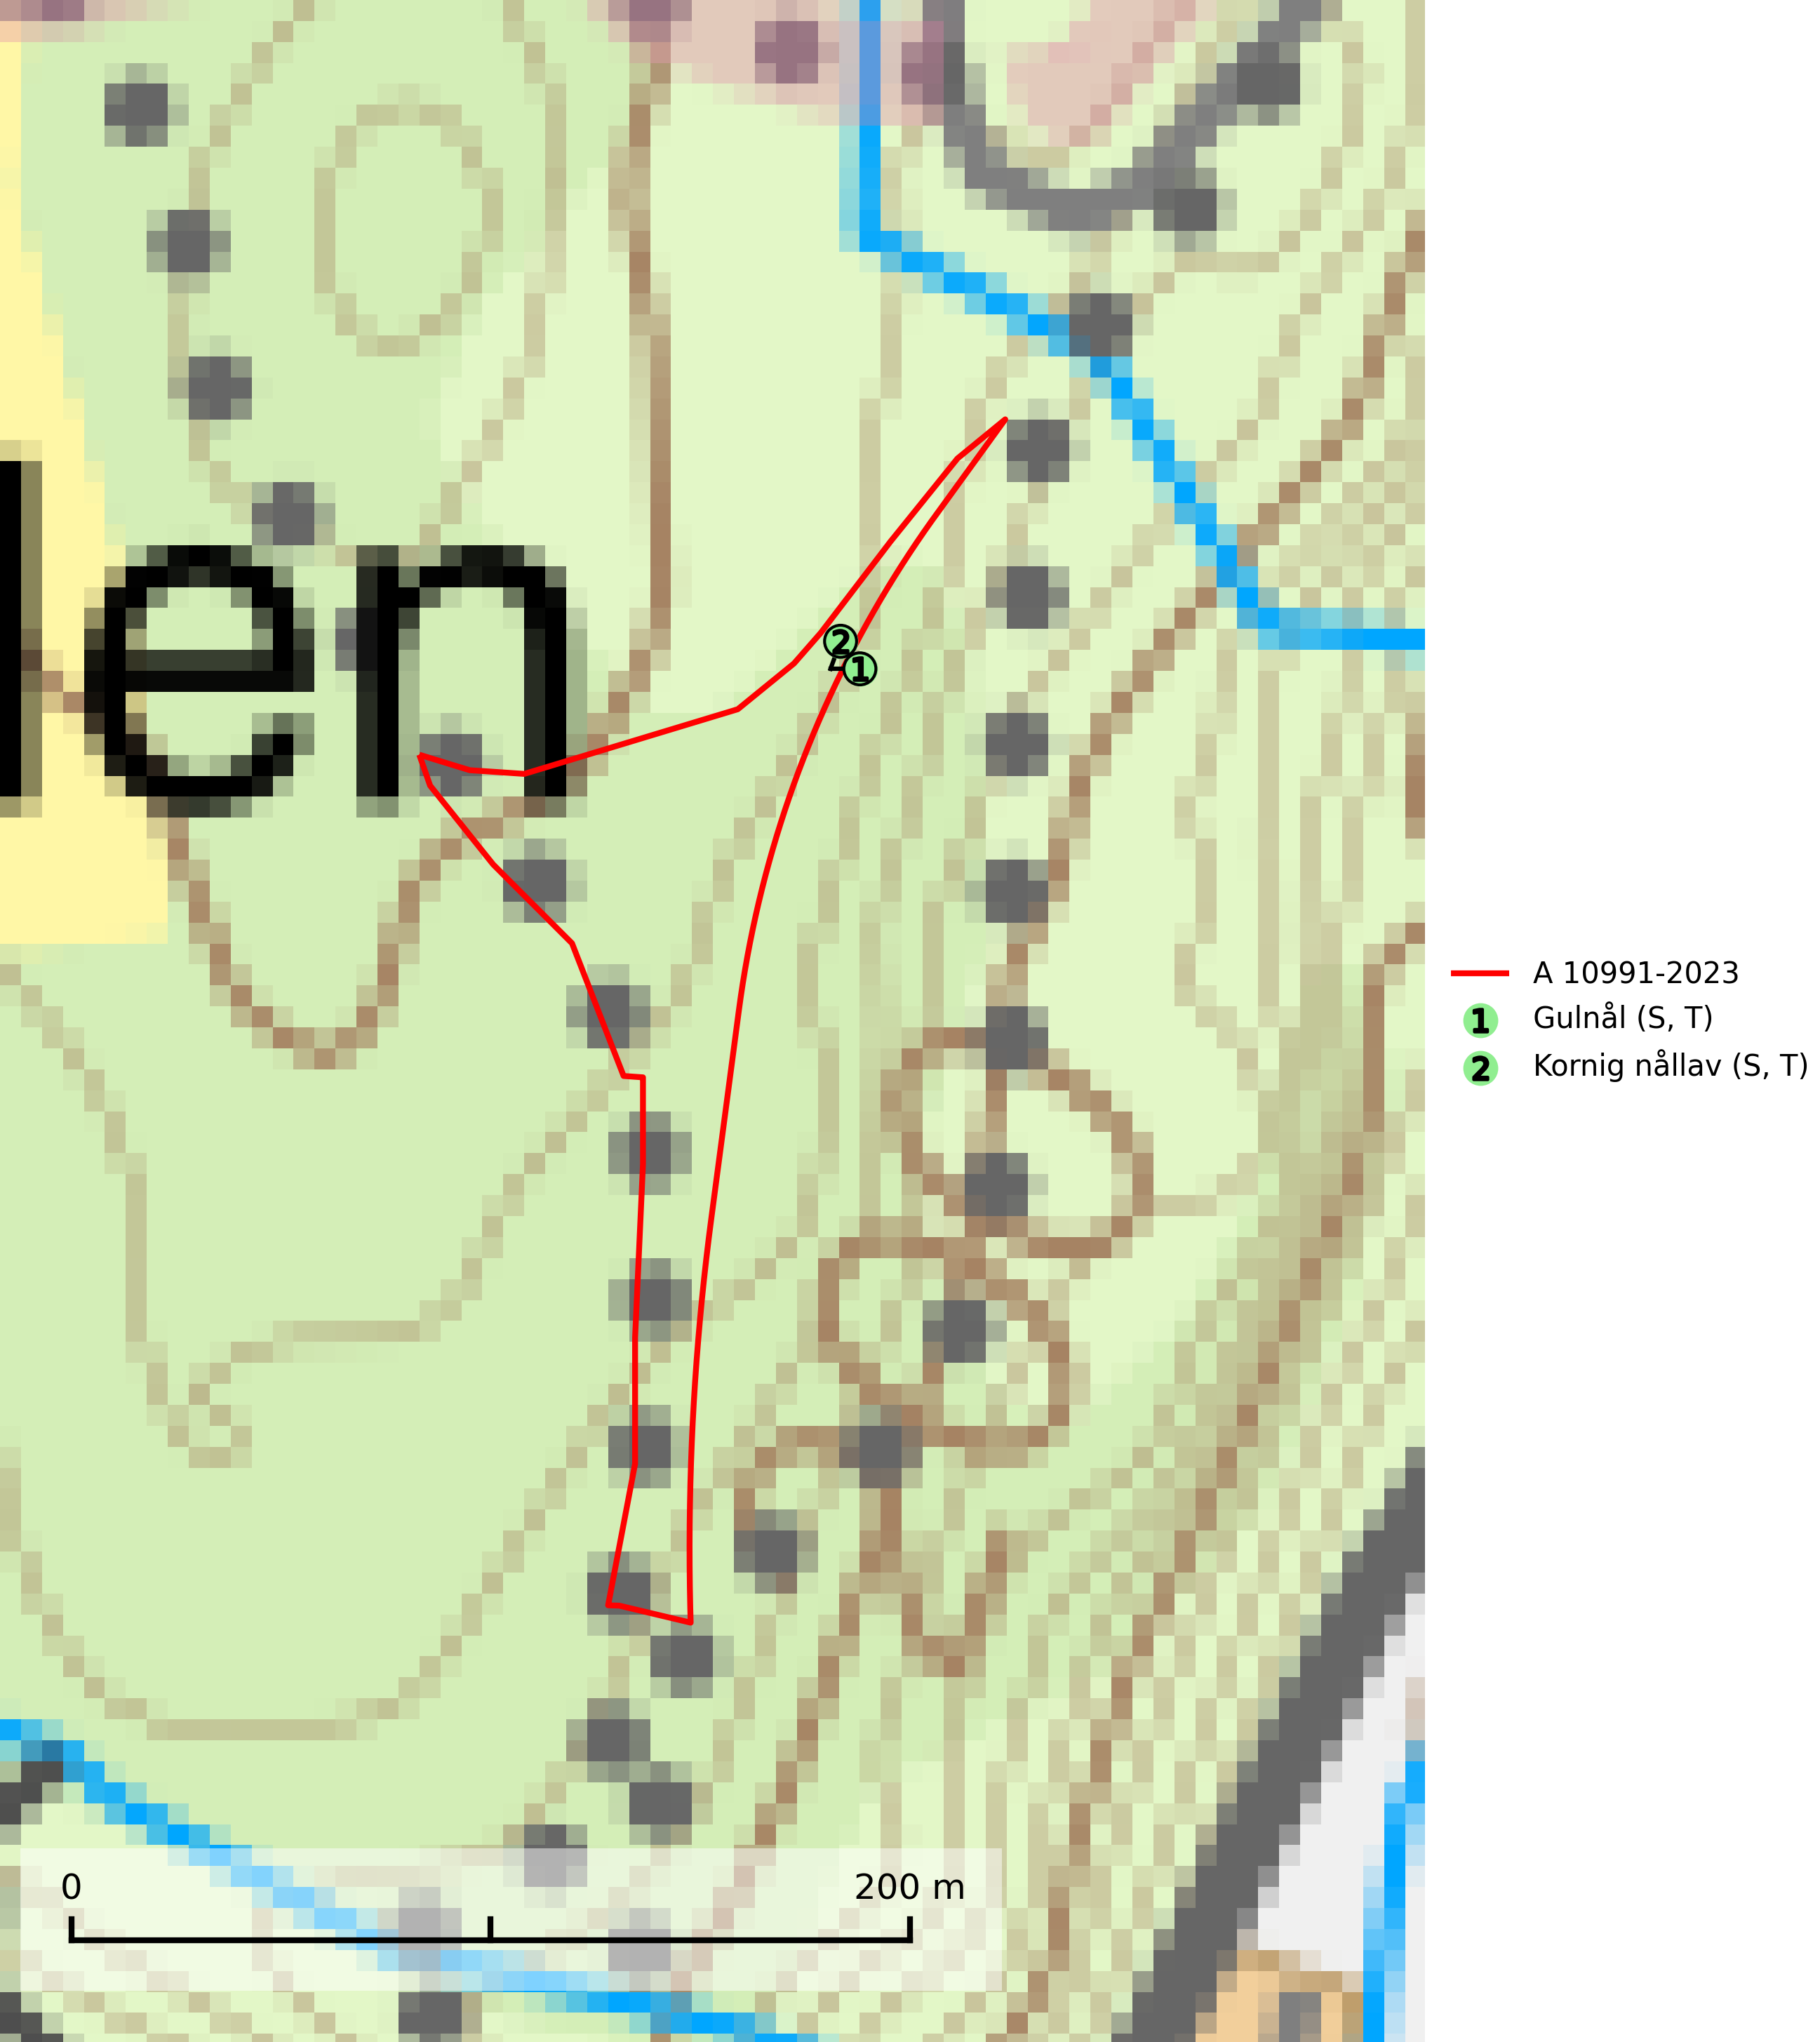 len
2
1
A 10991-2023
1 Gulnål (S, T)
2 Kornig nållav (S, T)
0 200 m